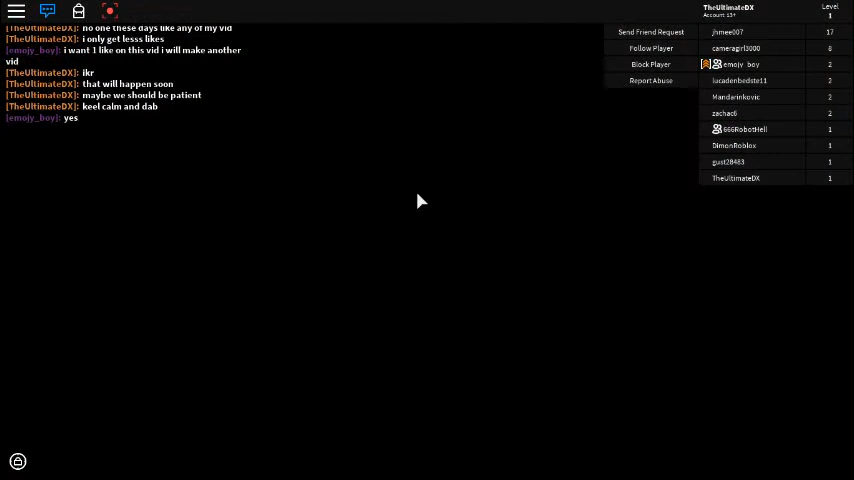 TheUltimateDX
Account: 13+
Level
1
[TheUltimateDX]: no one these days like any of my vid
[TheUltimateDX]: i only get lesss likes
[emojy_boy]: i want 1 like on this vid i will make another
vid
[TheUltimateDX]: ikr
[TheUltimateDX]: that will happen soon
[TheUltimateDX]: maybe we should be patient
[TheUltimateDX]: keel calm and dab
[emojy_boy]: yes
Send Friend Request
Follow Player
Block Player
Report Abuse
jhmee007 17
cameragirl3000 8
emojy_boy 2
lucadenbedste11 2
Mandarinkovic 2
zachac6 2
666RobotHell 1
DimonRoblox 1
gust28483 1
TheUltimateDX 1